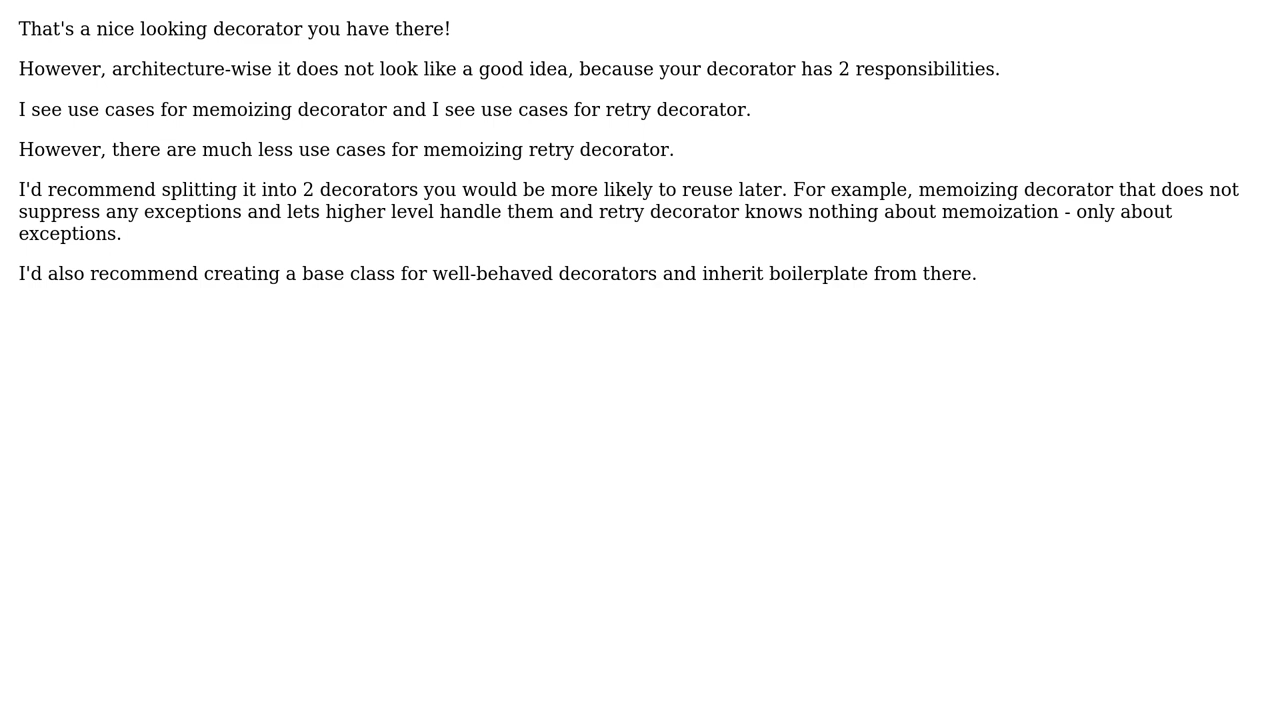 That's a nice looking decorator you have there!
However, architecture-wise it does not look like a good idea, because your decorator has 2 responsibilities.
I see use cases for memoizing decorator and I see use cases for retry decorator.
However, there are much less use cases for memoizing retry decorator.
I'd recommend splitting it into 2 decorators you would be more likely to reuse later. For example, memoizing decorator that does not
suppress any exceptions and lets higher level handle them and retry decorator knows nothing about memoization - only about
exceptions.
I'd also recommend creating a base class for well-behaved decorators and inherit boilerplate from there.